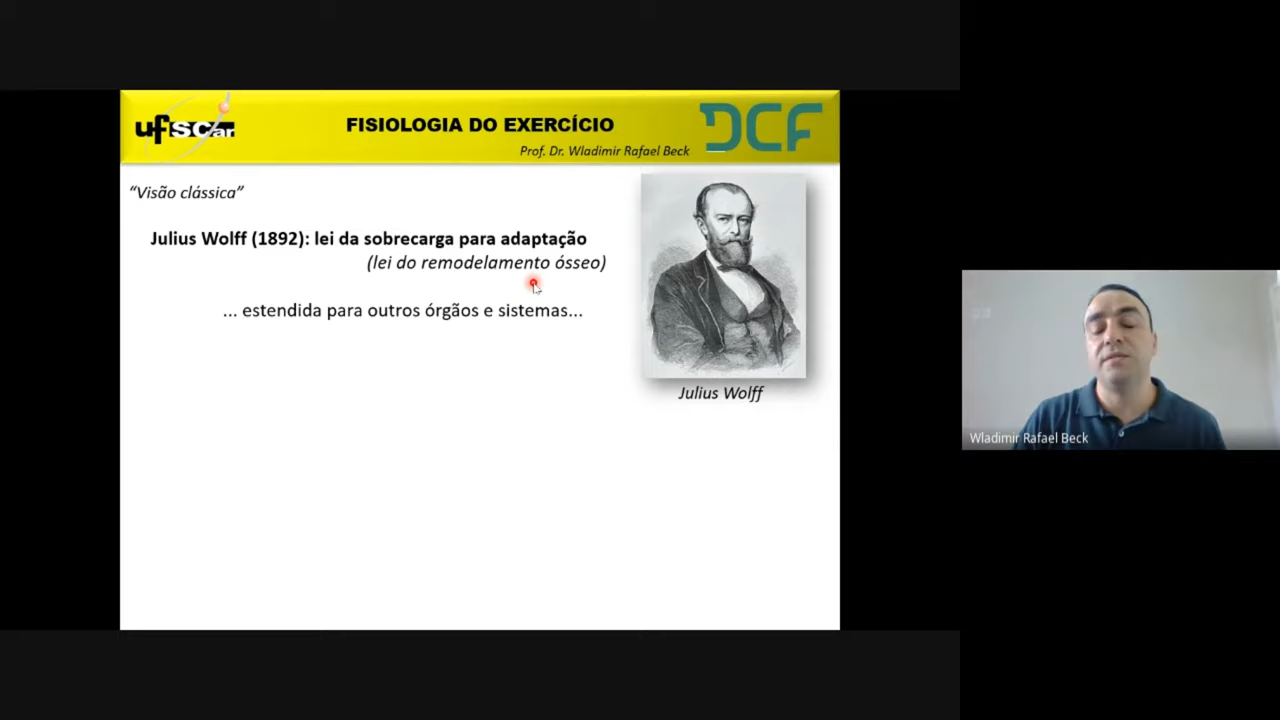 ufscar
FISIOLOGIA DO EXERCÍCIO
Prof. Dr. Wladimir Rafael Beck
DCF
“Visão clássica”
Julius Wolff (1892): lei da sobrecarga para adaptação
(lei do remodelamento ósseo)
... estendida para outros órgãos e sistemas...
Julius Wolff
Wladimir Rafael Beck